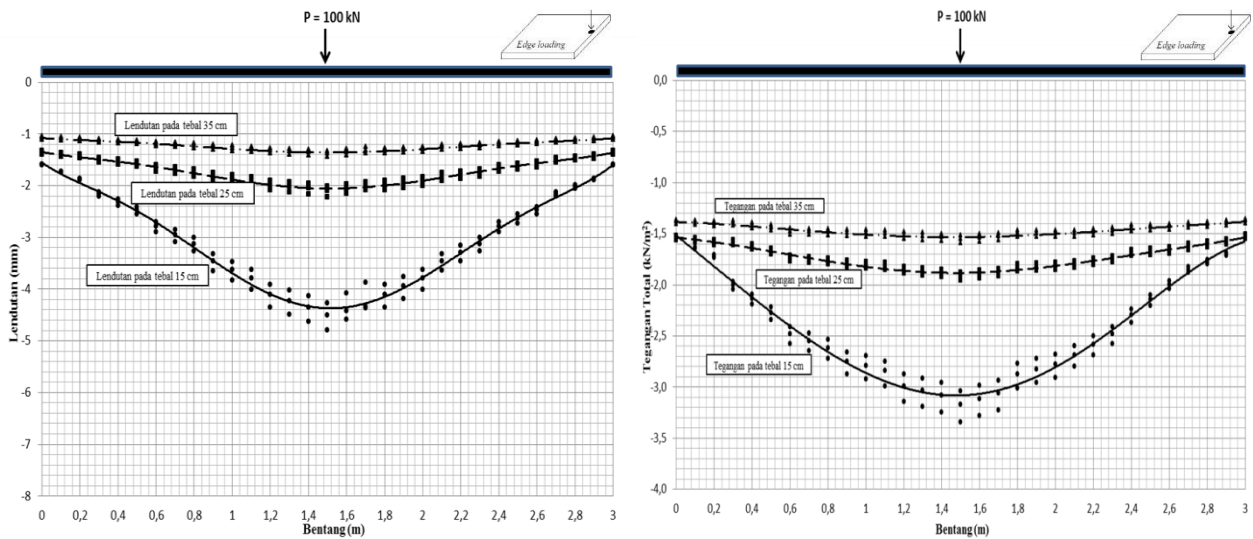 P = 100 kN
Edge loading
Lendutan pada tebal 35 cm
Lendutan pada tebal 25 cm
Lendutan pada tebal 15 cm
Lendutan (mm)
0
-1
-2
-3
-4
-5
-6
-7
-8
0 0,2 0,4 0,6 0,8 1 1,2 1,4 1,6 1,8 2 2,2 2,4 2,6 2,8 3
Bentang (m)
P = 100 kN
Edge loading
Tegangan pada tebal 35 cm
Tegangan pada tebal 25 cm
Tegangan pada tebal 15 cm
Tegangan Total (kN/m²)
0,0
-0,5
-1,0
-1,5
-2,0
-2,5
-3,0
-3,5
-4,0
0 0,2 0,4 0,6 0,8 1 1,2 1,4 1,6 1,8 2 2,2 2,4 2,6 2,8 3
Bentang (m)